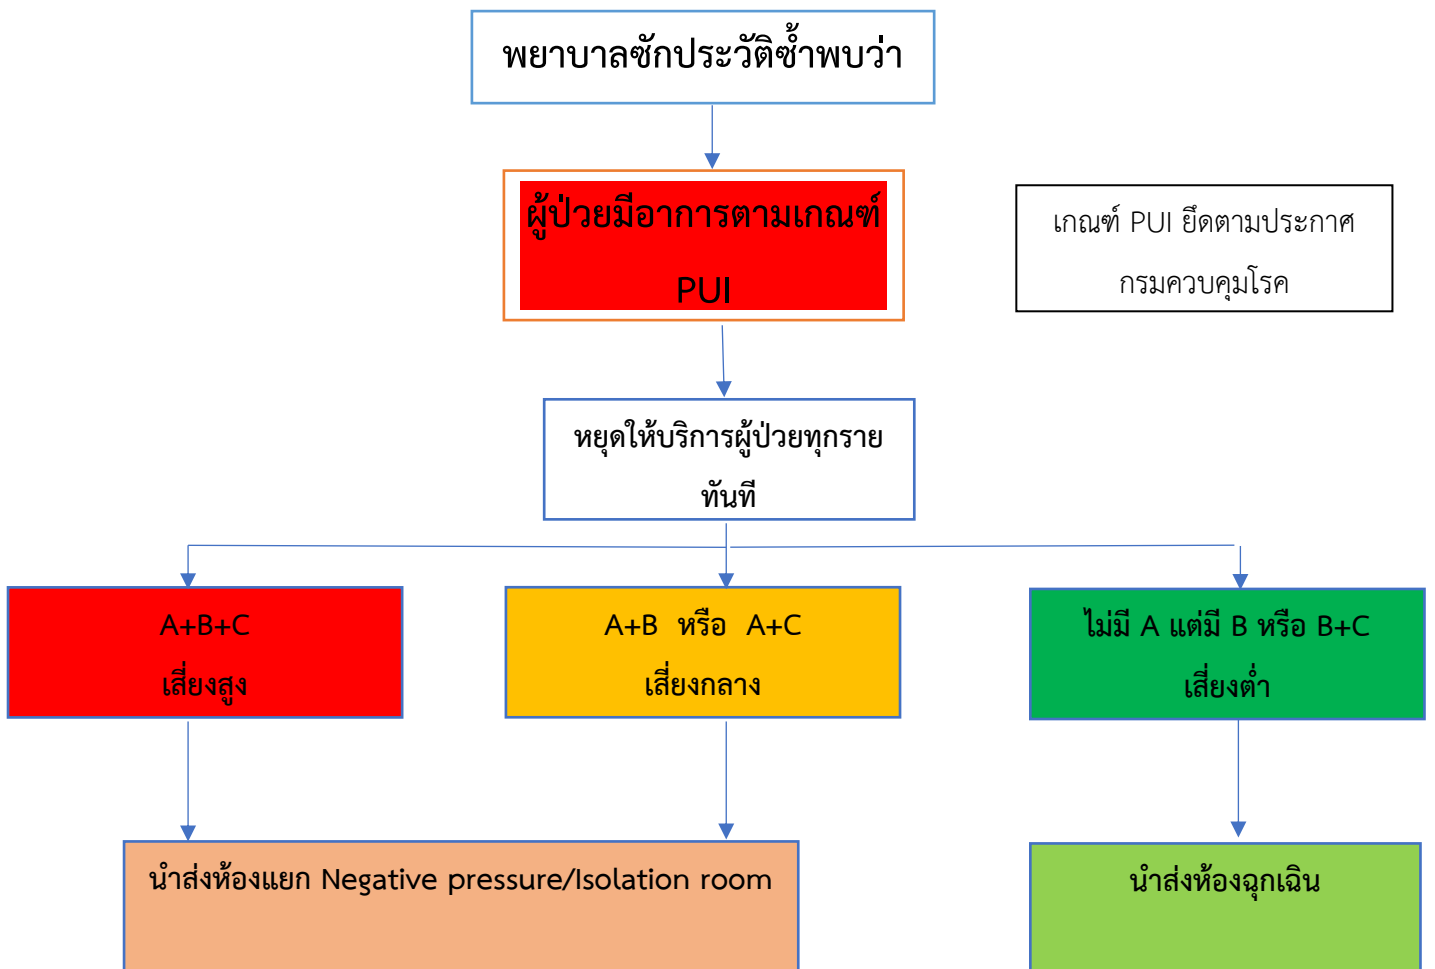 พยาบาลซักประวัติซ้ำพบว่า
ผู้ป่วยมีอาการตามเกณฑ์
PUI
เกณฑ์ PUI ยึดตามประกาศ
กรมควบคุมโรค
หยุดให้บริการผู้ป่วยทุกราย
ทันที
A+B+C
เสี่ยงสูง
A+B หรือ A+C
เสี่ยงกลาง
ไม่มี A แต่มี B หรือ B+C
เสี่ยงต่ำ
นำส่งห้องแยก Negative pressure/Isolation room
นำส่งห้องฉุกเฉิน